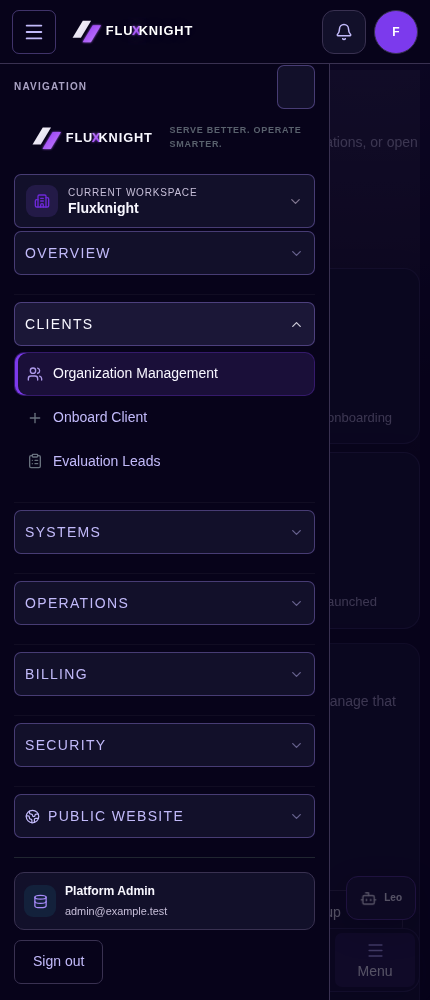 FLUXKNIGHT
F
NAVIGATION
FLUXKNIGHT
SERVE BETTER. OPERATE
SMARTER.
ations, or open
CURRENT WORKSPACE
Fluxknight
OVERVIEW
CLIENTS
Organization Management
Onboard Client
onboarding
Evaluation Leads
SYSTEMS
OPERATIONS
aunched
BILLING
anage that
SECURITY
PUBLIC WEBSITE
Platform Admin
admin@example.test
Leo
up
Sign out
Menu